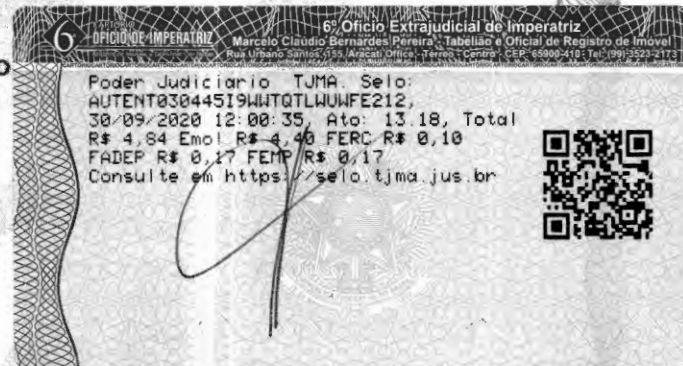 6º Ofício Extrajudicial de Imperatriz
Marcelo Claudio Bernardes Pereira - Tabelião e Oficial de Registro de Imóvel
6º OFÍCIO DE IMPERATRIZ
Rua Urbano Santos, 155, Aracati Office - Terreo - Centro - CEP: 65900-410 - Tel: (99)-3523-2173
Poder Judiciario TJMA. Selo:
AUTENT030445I9WWTQTLWUWFE212,
30/09/2020 12:00:35, Ato: 13.18, Total
R$ 4,84 Emol R$ 4,40 FERC R$ 0,10
FADEP R$ 0,17 FEMP R$ 0,17
Consulte em https://selo.tjma.jus.br